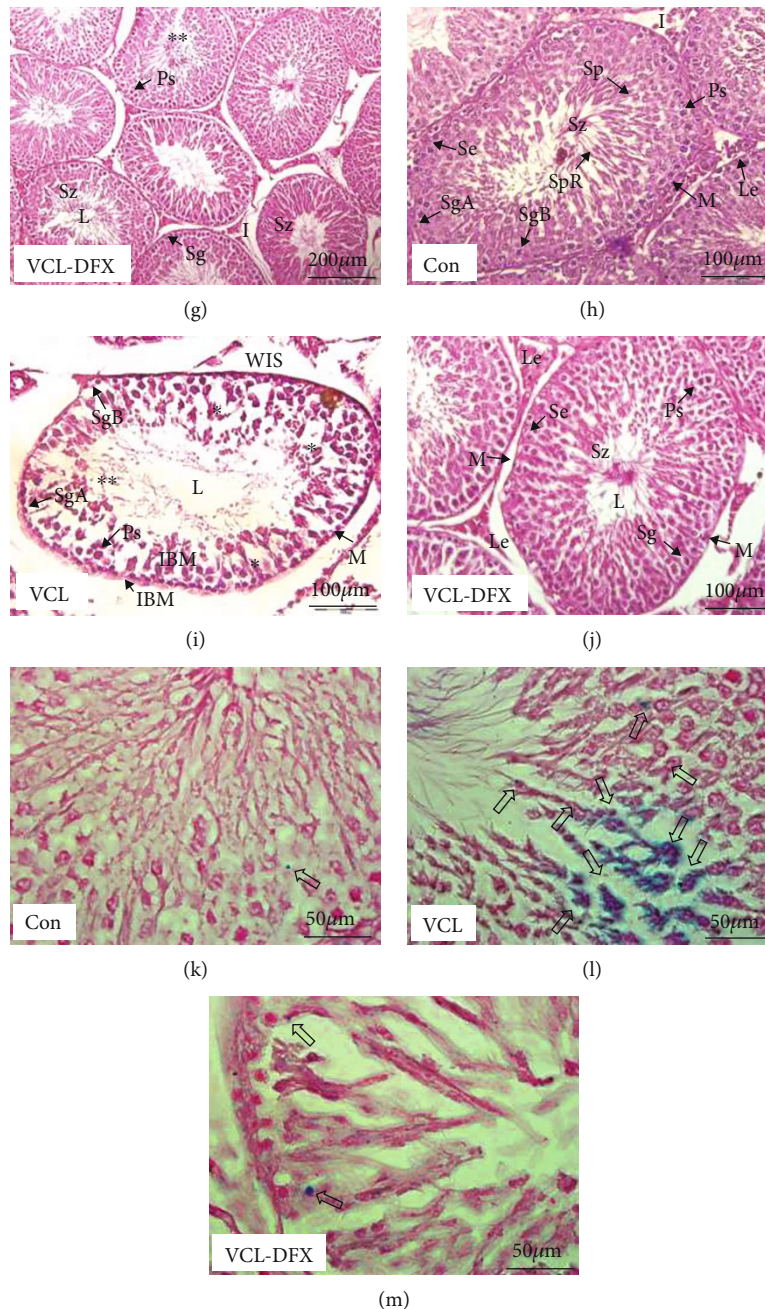 **
Ps
Sz
L
Sg
I
Sz
VCL-DFX
200μm
(g)
I
Sp
Ps
Sz
Se
SpR
Le
M
SgA
SgB
Con
100μm
(h)
WIS
SgB
*
*
**
L
SgA
Ps
IBM
*
M
VCL
IBM
100μm
(i)
Le
Ps
Se
Sz
M
L
Sg
M
Le
VCL-DFX
100μm
(j)
Con
50μm
(k)
VCL
50μm
(l)
VCL-DFX
50μm
(m)